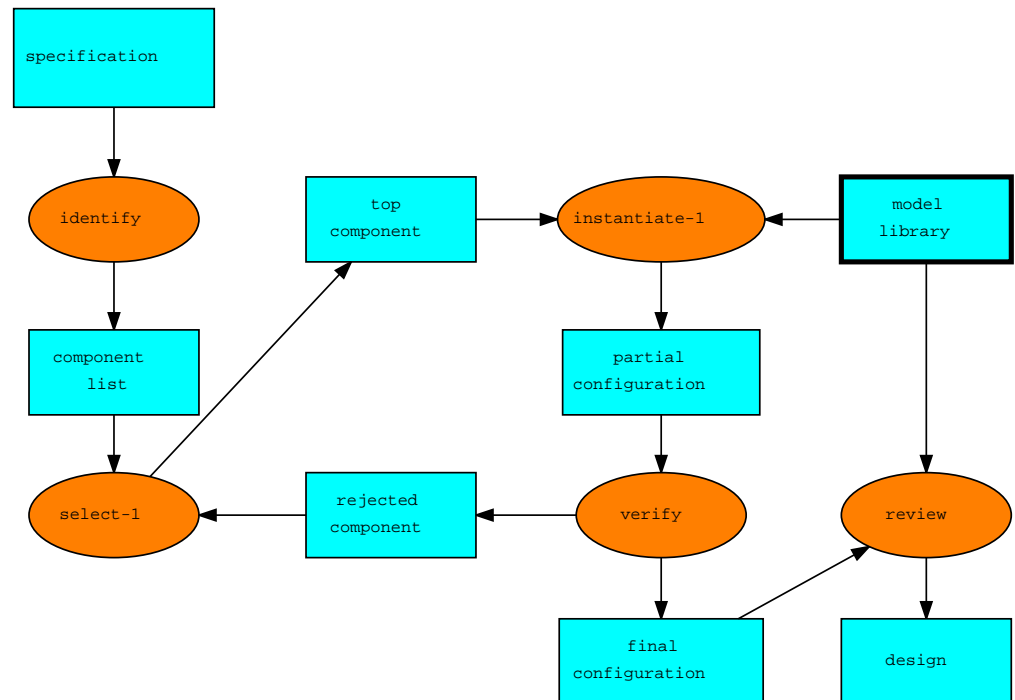 specification
identify
top
component
instantiate-1
model
library
component
list
partial
configuration
select-1
rejected
component
verify
review
final
configuration
design